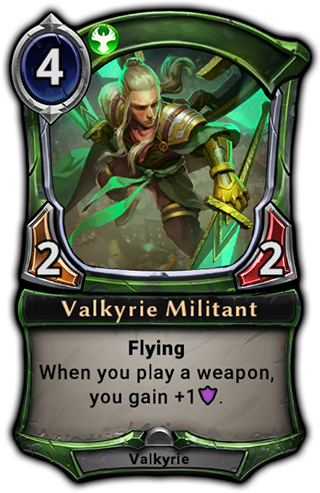 4
2
2
Valkyrie Militant
Flying
When you play a weapon,
you gain +1.
Valkyrie